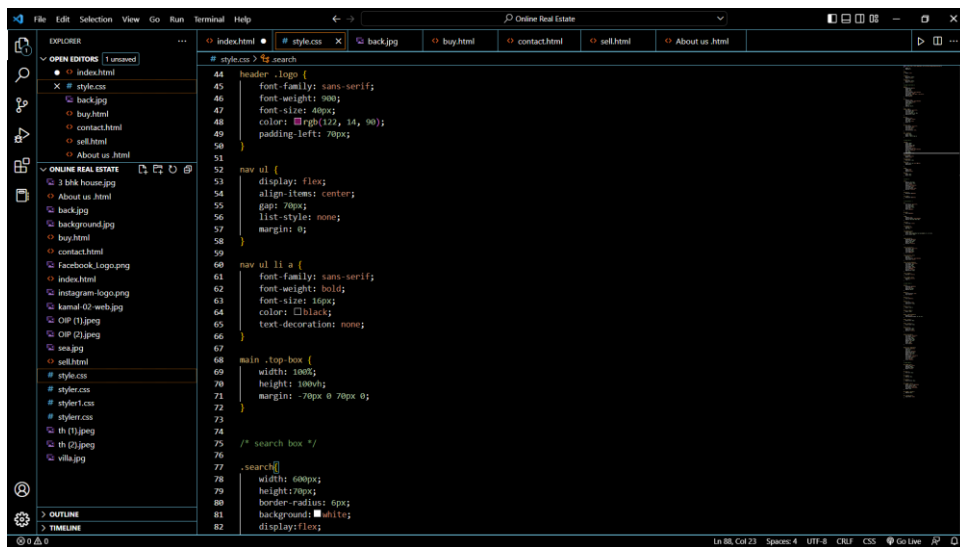 File Edit Selection View Go Run Terminal Help
Online Real Estate
EXPLORER
OPEN EDITORS 1 unsaved
index.html
style.css
back.jpg
buy.html
contact.html
sell.html
About us .html
ONLINE REAL ESTATE
3 bhk house.jpg
About us .html
back.jpg
background.jpg
buy.html
contact.html
Facebook_Logo.png
index.html
instagram-logo.png
kamal-02-web.jpg
OIP (1).jpeg
OIP (2).jpeg
sea.jpg
sell.html
style.css
styler.css
styler1.css
stylerr.css
th (1).jpeg
th (2).jpeg
villa.jpg
OUTLINE
TIMELINE
index.html style.css back.jpg buy.html contact.html sell.html About us .html
# style.css > .search
44 header .logo {
45 font-family: sans-serif;
46 font-weight: 900;
47 font-size: 40px;
48 color: rgb(122, 14, 90);
49 padding-left: 70px;
50 }
51
52 nav ul {
53 display: flex;
54 align-items: center;
55 gap: 70px;
56 list-style: none;
57 margin: 0;
58 }
59
60 nav ul li a {
61 font-family: sans-serif;
62 font-weight: bold;
63 font-size: 16px;
64 color: black;
65 text-decoration: none;
66 }
67
68 main .top-box {
69 width: 100%;
70 height: 100vh;
71 margin: -70px 0 70px 0;
72 }
73
74
75 /* search box */
76
77 .search{
78 width: 600px;
79 height:70px;
80 border-radius: 6px;
81 background: white;
82 display:flex;
0 0
Ln 88, Col 23 Spaces: 4 UTF-8 CRLF CSS Go Live